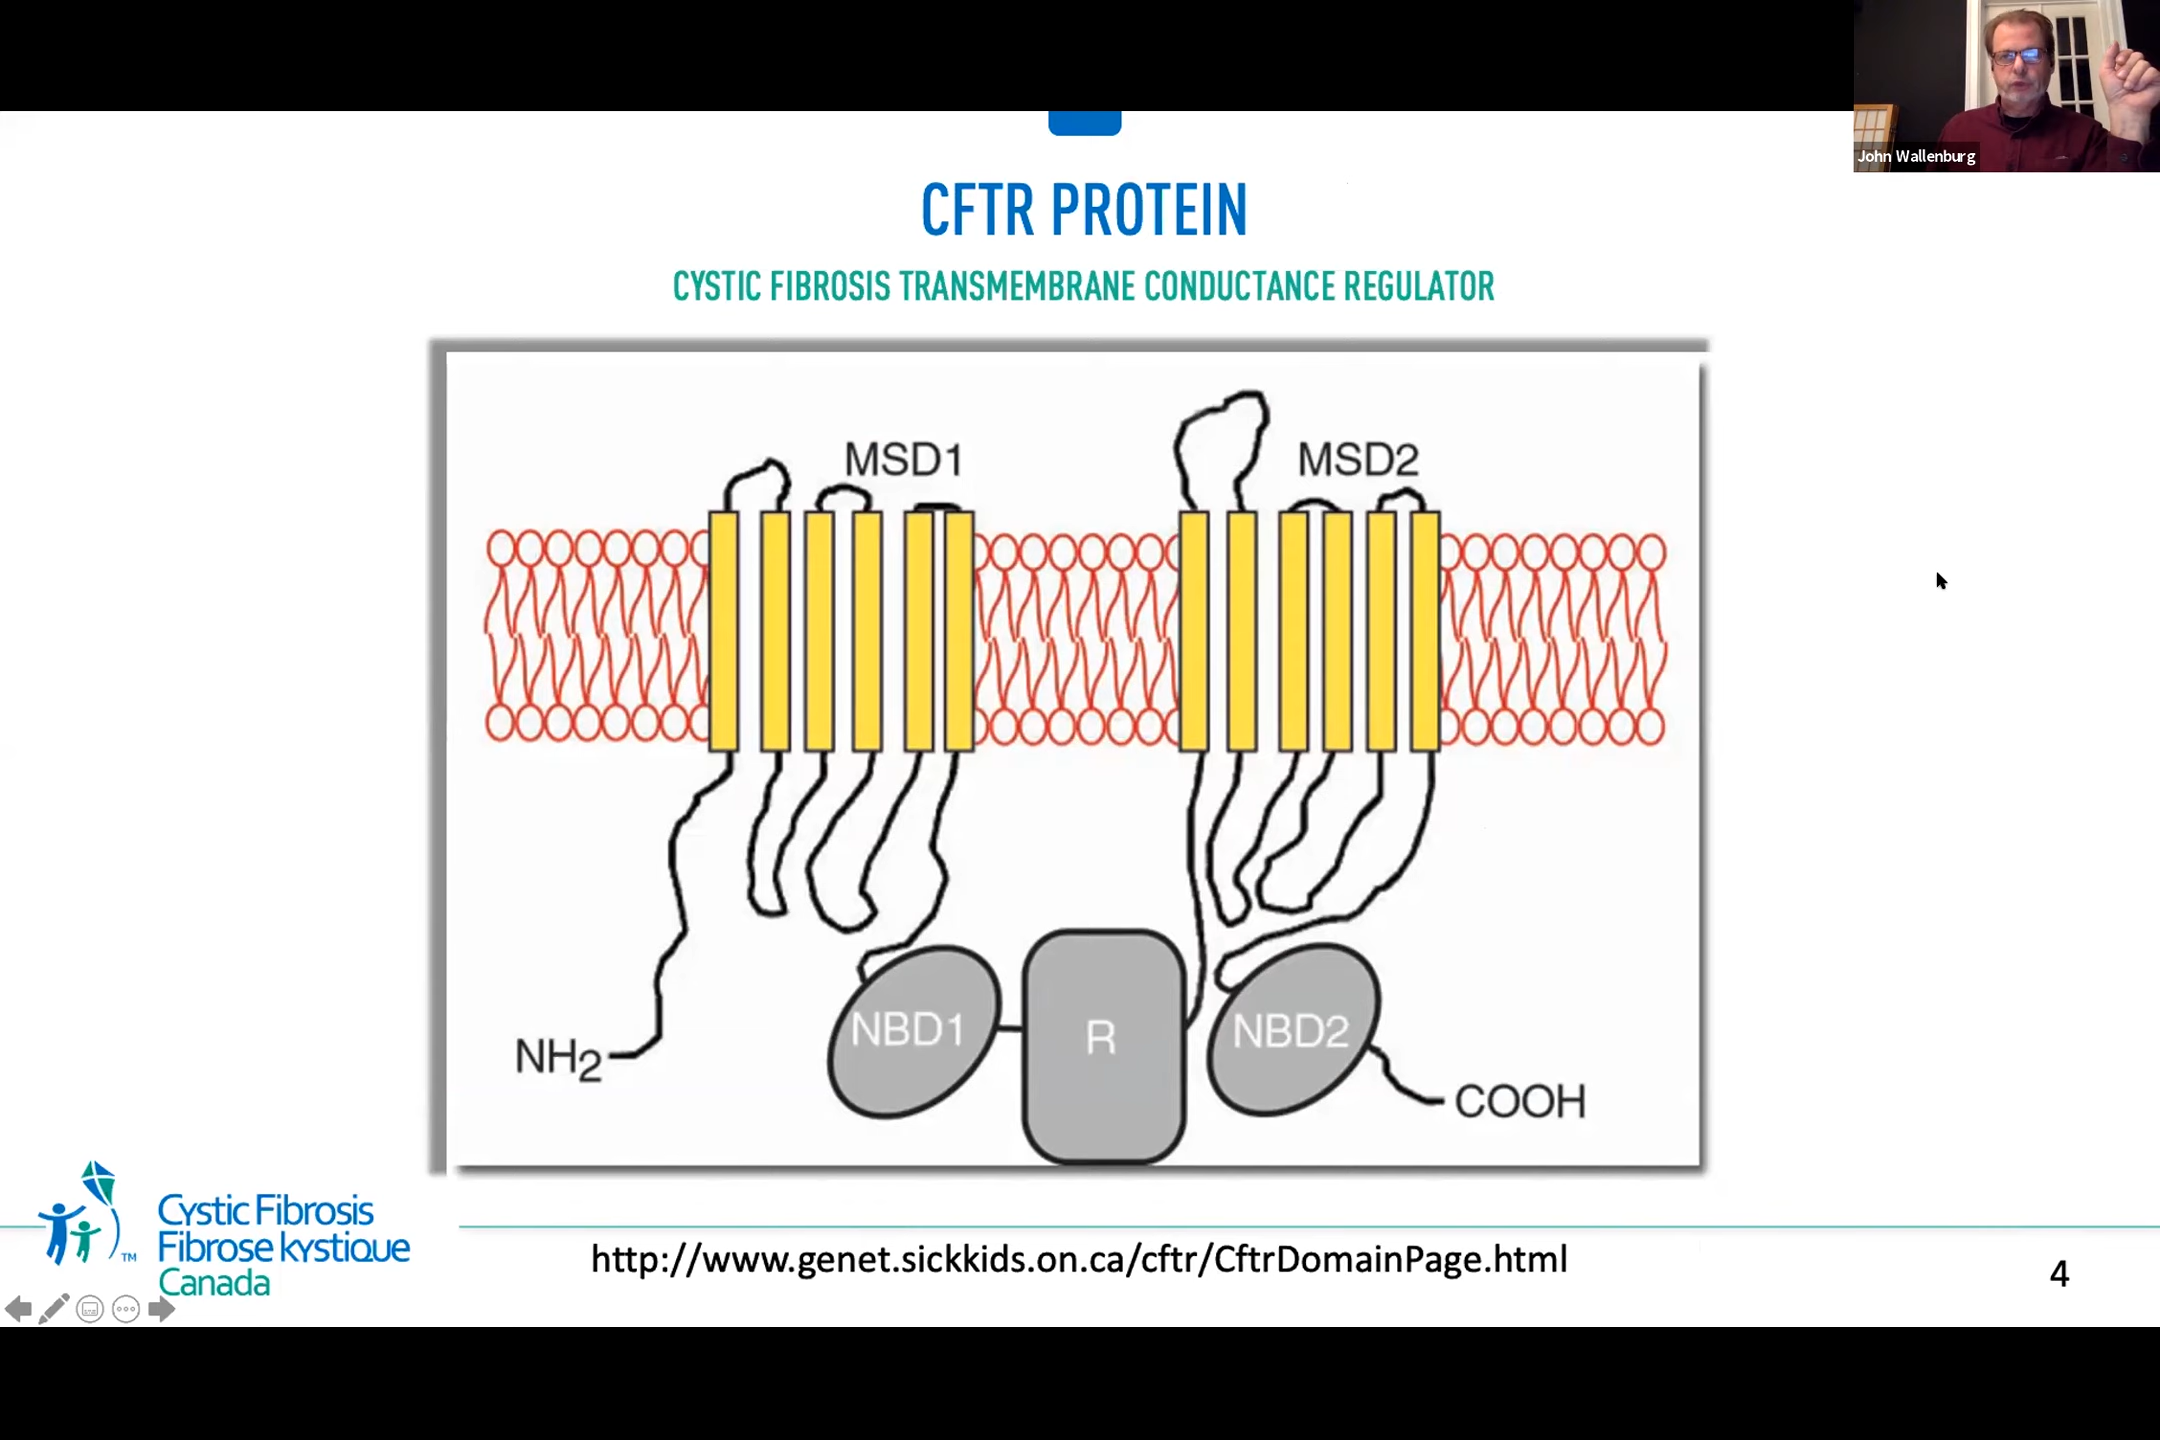 John Wallenburg
CFTR PROTEIN
CYSTIC FIBROSIS TRANSMEMBRANE CONDUCTANCE REGULATOR
MSD1
MSD2
NBD1
R
NBD2
NH2
COOH
Cystic Fibrosis
Fibrose kystique
Canada
TM
http://www.genet.sickkids.on.ca/cftr/CftrDomainPage.html
4